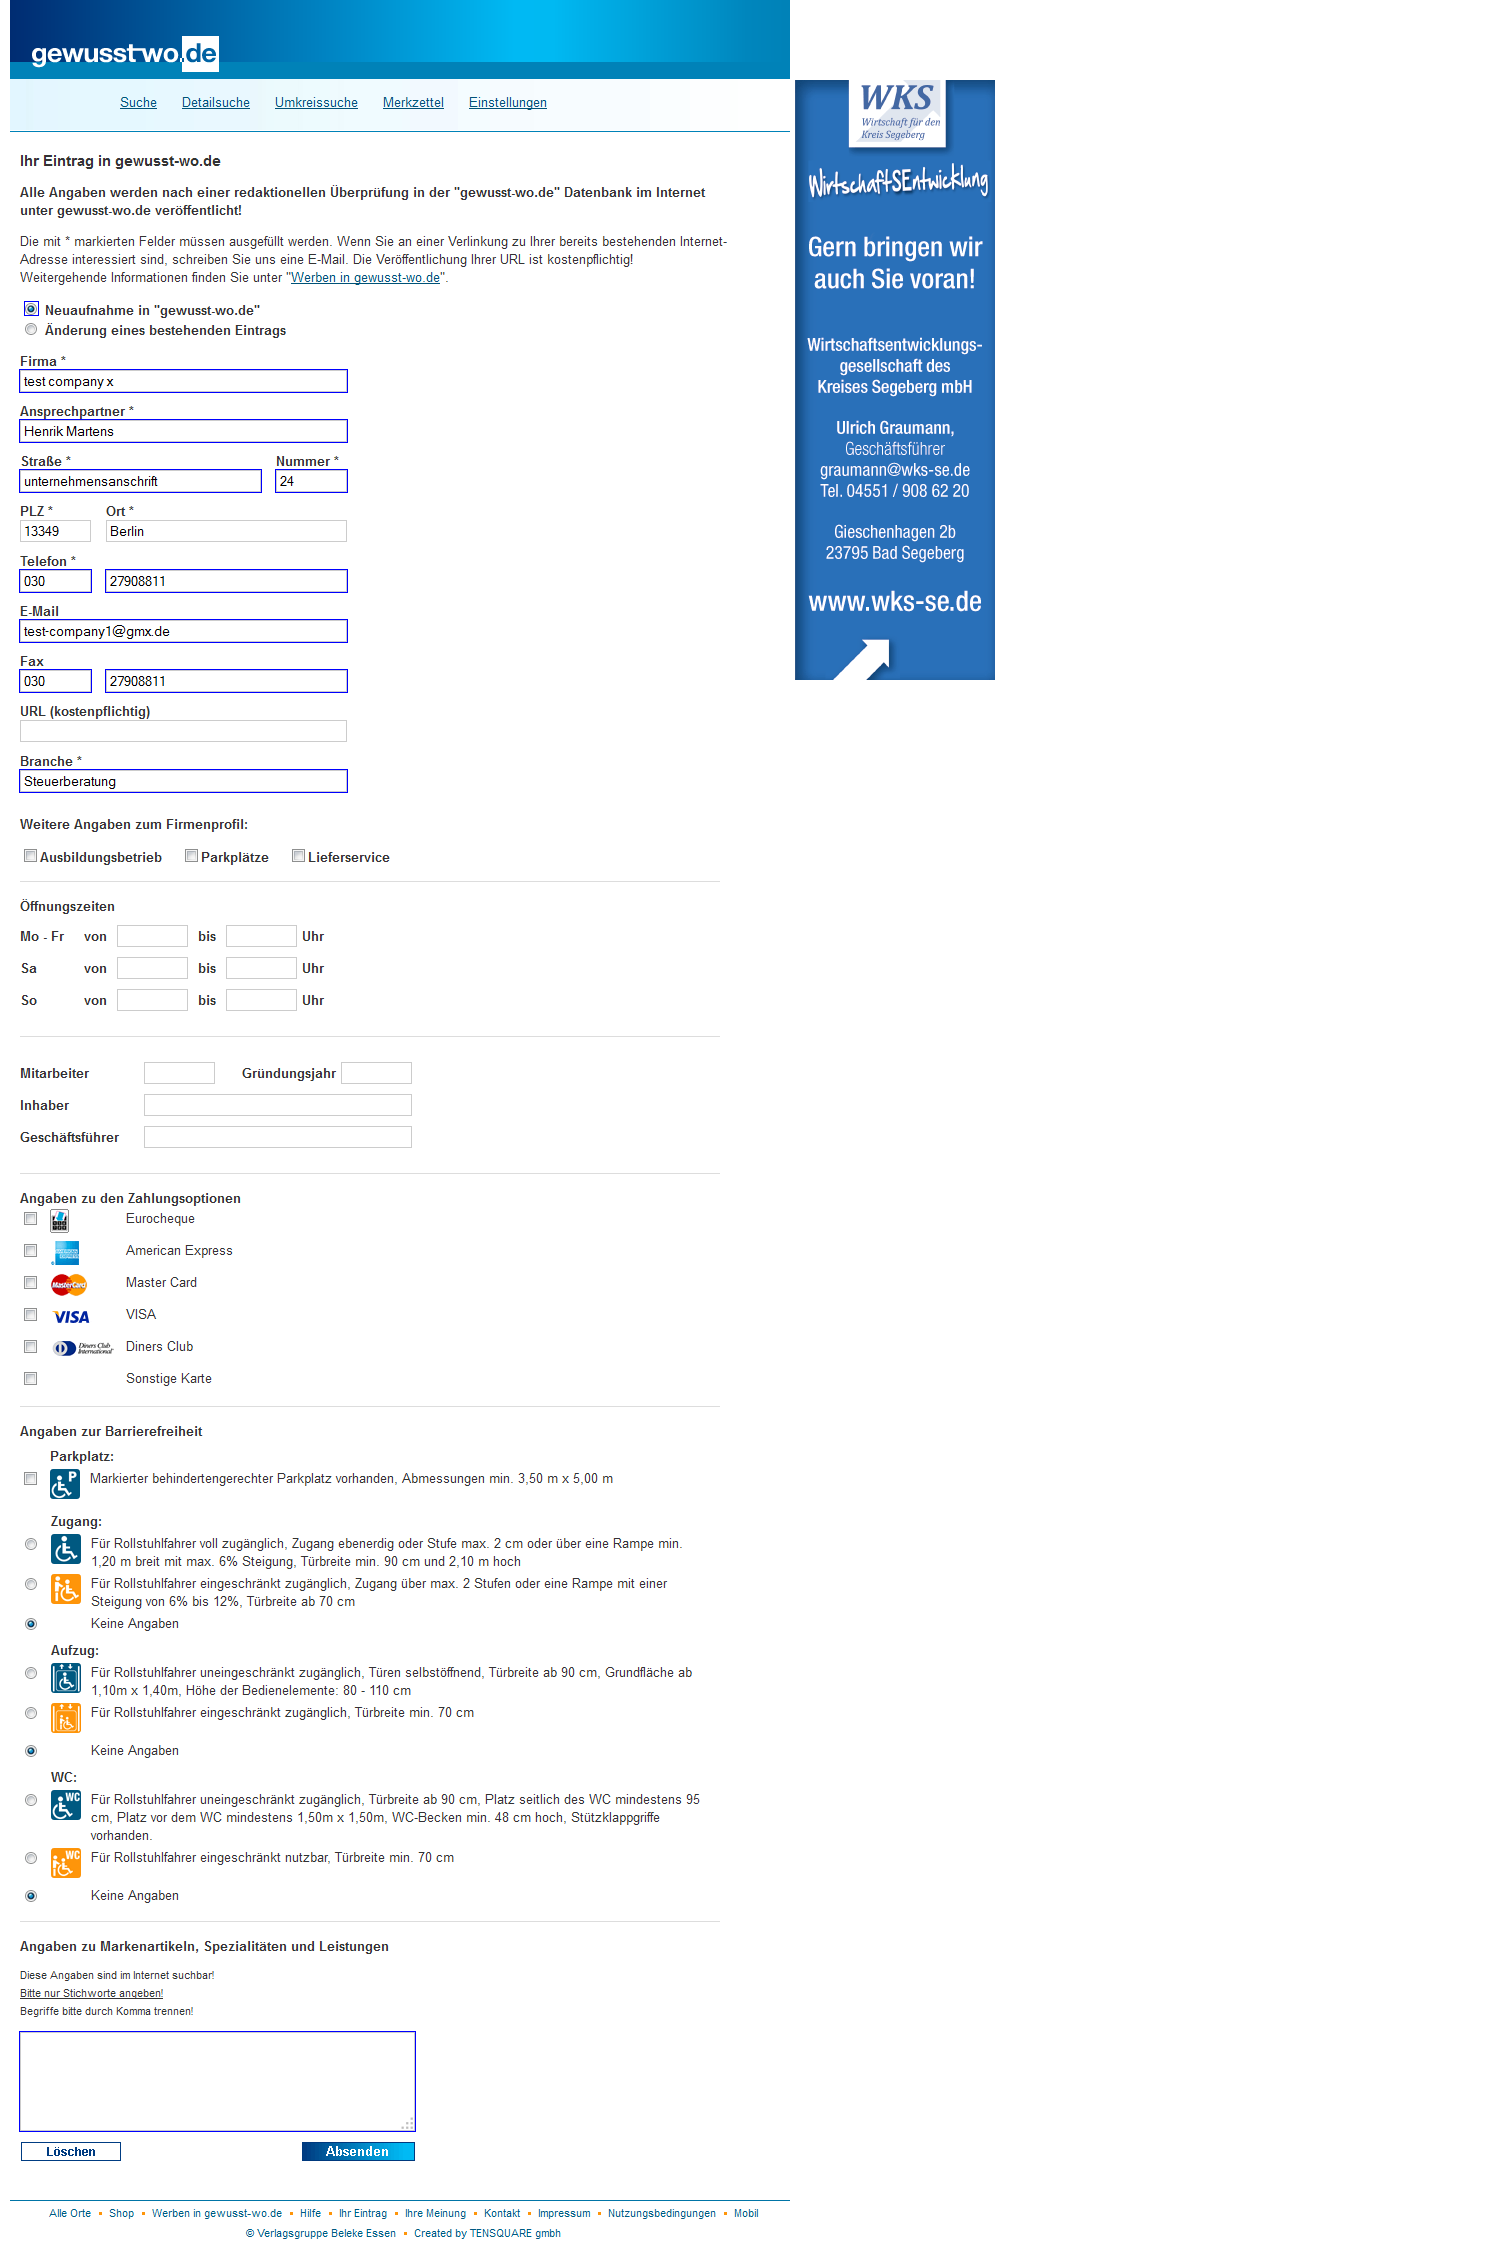 gewusst-wo.de
Suche Detailsuche Umkreissuche Merkzettel Einstellungen
Ihr Eintrag in gewusst-wo.de
Alle Angaben werden nach einer redaktionellen Überprüfung in der "gewusst-wo.de" Datenbank im Internet
unter gewusst-wo.de veröffentlicht!
Die mit * markierten Felder müssen ausgefüllt werden. Wenn Sie an einer Verlinkung zu Ihrer bereits bestehenden Internet-
Adresse interessiert sind, schreiben Sie uns eine E-Mail. Die Veröffentlichung Ihrer URL ist kostenpflichtig!
Weitergehende Informationen finden Sie unter "Werben in gewusst-wo.de".
Neuaufnahme in "gewusst-wo.de"
Änderung eines bestehenden Eintrags
Firma *
test company x
Ansprechpartner *
Henrik Martens
Straße * Nummer *
unternehmensanschrift 24
PLZ * Ort *
13349 Berlin
Telefon *
030 27908811
E-Mail
test-company1@gmx.de
Fax
030 27908811
URL (kostenpflichtig)
Branche *
Steuerberatung
Weitere Angaben zum Firmenprofil:
Ausbildungsbetrieb Parkplätze Lieferservice
Öffnungszeiten
Mo - Fr von bis Uhr
Sa von bis Uhr
So von bis Uhr
Mitarbeiter Gründungsjahr
Inhaber
Geschäftsführer
Angaben zu den Zahlungsoptionen
Eurocheque
AMERICAN EXPRESS American Express
MasterCard Master Card
VISA VISA
Diners Club International Diners Club
Sonstige Karte
Angaben zur Barrierefreiheit
Parkplatz:
P Markierter behindertengerechter Parkplatz vorhanden, Abmessungen min. 3,50 m x 5,00 m
Zugang:
Für Rollstuhlfahrer voll zugänglich, Zugang ebenerdig oder Stufe max. 2 cm oder über eine Rampe min.
1,20 m breit mit max. 6% Steigung, Türbreite min. 90 cm und 2,10 m hoch
Für Rollstuhlfahrer eingeschränkt zugänglich, Zugang über max. 2 Stufen oder eine Rampe mit einer
Steigung von 6% bis 12%, Türbreite ab 70 cm
Keine Angaben
Aufzug:
Für Rollstuhlfahrer uneingeschränkt zugänglich, Türen selbstöffnend, Türbreite ab 90 cm, Grundfläche ab
1,10m x 1,40m, Höhe der Bedienelemente: 80 - 110 cm
Für Rollstuhlfahrer eingeschränkt zugänglich, Türbreite min. 70 cm
Keine Angaben
WC:
WC Für Rollstuhlfahrer uneingeschränkt zugänglich, Türbreite ab 90 cm, Platz seitlich des WC mindestens 95
cm, Platz vor dem WC mindestens 1,50m x 1,50m, WC-Becken min. 48 cm hoch, Stützklappgriffe
vorhanden.
WC Für Rollstuhlfahrer eingeschränkt nutzbar, Türbreite min. 70 cm
Keine Angaben
Angaben zu Markenartikeln, Spezialitäten und Leistungen
Diese Angaben sind im Internet suchbar!
Bitte nur Stichworte angeben!
Begriffe bitte durch Komma trennen!
Löschen Absenden
Alle Orte Shop Werben in gewusst-wo.de Hilfe Ihr Eintrag Ihre Meinung Kontakt Impressum Nutzungsbedingungen Mobil
© Verlagsgruppe Beleke Essen Created by TENSQUARE gmbh
WKS
Wirtschaft für den
Kreis Segeberg
WirtschaftSEntwicklung
Gern bringen wir
auch Sie voran!
Wirtschaftsentwicklungs-
gesellschaft des
Kreises Segeberg mbH
Ulrich Graumann,
Geschäftsführer
graumann@wks-se.de
Tel. 04551 / 908 62 20
Gieschenhagen 2b
23795 Bad Segeberg
www.wks-se.de